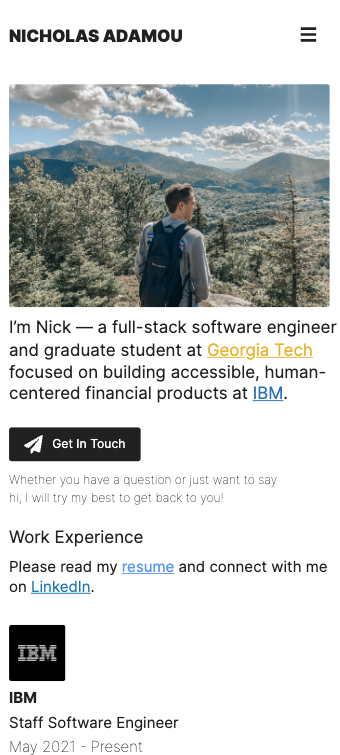 NICHOLAS ADAMOU
I’m Nick — a full-stack software engineer
and graduate student at Georgia Tech
focused on building accessible, human-
centered financial products at IBM.
Get In Touch
Whether you have a question or just want to say
hi, I will try my best to get back to you!
Work Experience
Please read my resume and connect with me
on LinkedIn.
IBM
IBM
Staff Software Engineer
May 2021 - Present